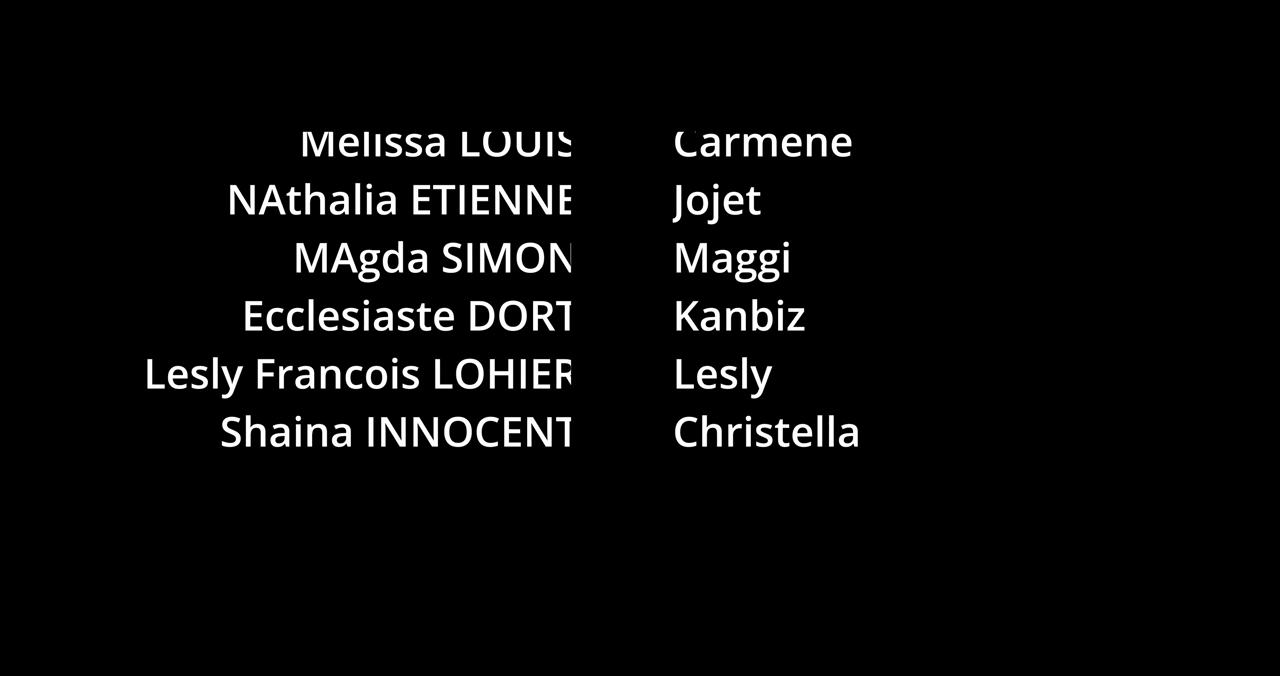 Melissa LOUIS Carmene
NAthalia ETIENNE Jojet
MAgda SIMON Maggi
Ecclesiaste DORT Kanbiz
Lesly Francois LOHIER Lesly
Shaina INNOCENT Christella